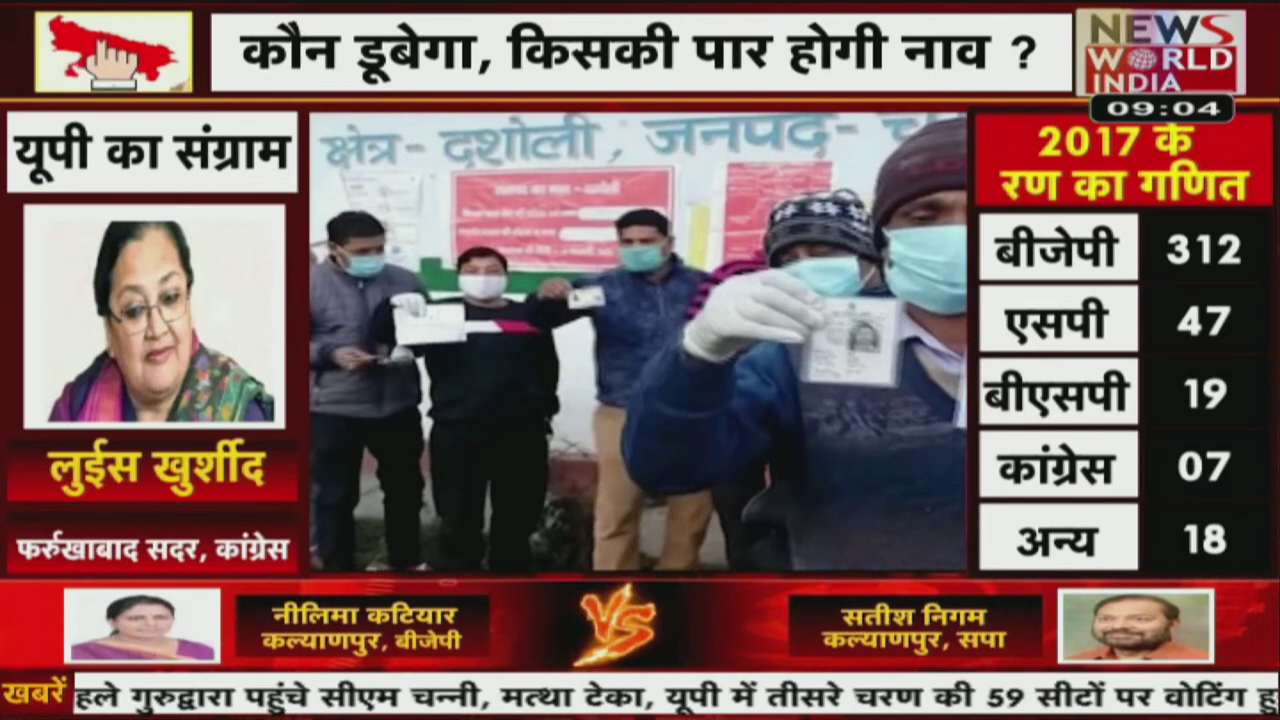 कौन डूबेगा, किसकी पार होगी नाव ?
NEWS
WORLD
INDIA
09:04
यूपी का संग्राम
क्षेत्र- दशोली, जनपद-
2017 के
रण का गणित
बीजेपी 312
एसपी 47
बीएसपी 19
कांग्रेस 07
अन्य 18
लुईस खुर्शीद
फर्रुखाबाद सदर, कांग्रेस
नीलिमा कटियार
कल्याणपुर, बीजेपी
VS
सतीश निगम
कल्याणपुर, सपा
खबरें हले गुरुद्वारा पहुंचे सीएम चन्नी, मत्था टेका, यूपी में तीसरे चरण की 59 सीटों पर वोटिंग हु